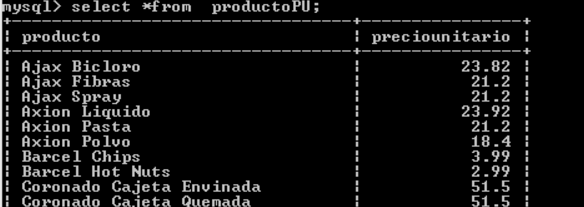 mysql> select *from  productoPU;
+----------------------------------+---------------+
| producto                         | preciounitario |
+----------------------------------+---------------+
| Ajax Bicloro                     |          23.82 |
| Ajax Fibras                      |           21.2 |
| Ajax Spray                       |           21.2 |
| Axion Liquido                    |          23.92 |
| Axion Pasta                      |           21.2 |
| Axion Polvo                      |           18.4 |
| Barcel Chips                     |           3.99 |
| Barcel Hot Nuts                  |           2.99 |
| Coronado Cajeta Envinada         |           51.5 |
| Coronado Cajeta Quemada          |           51.5 |